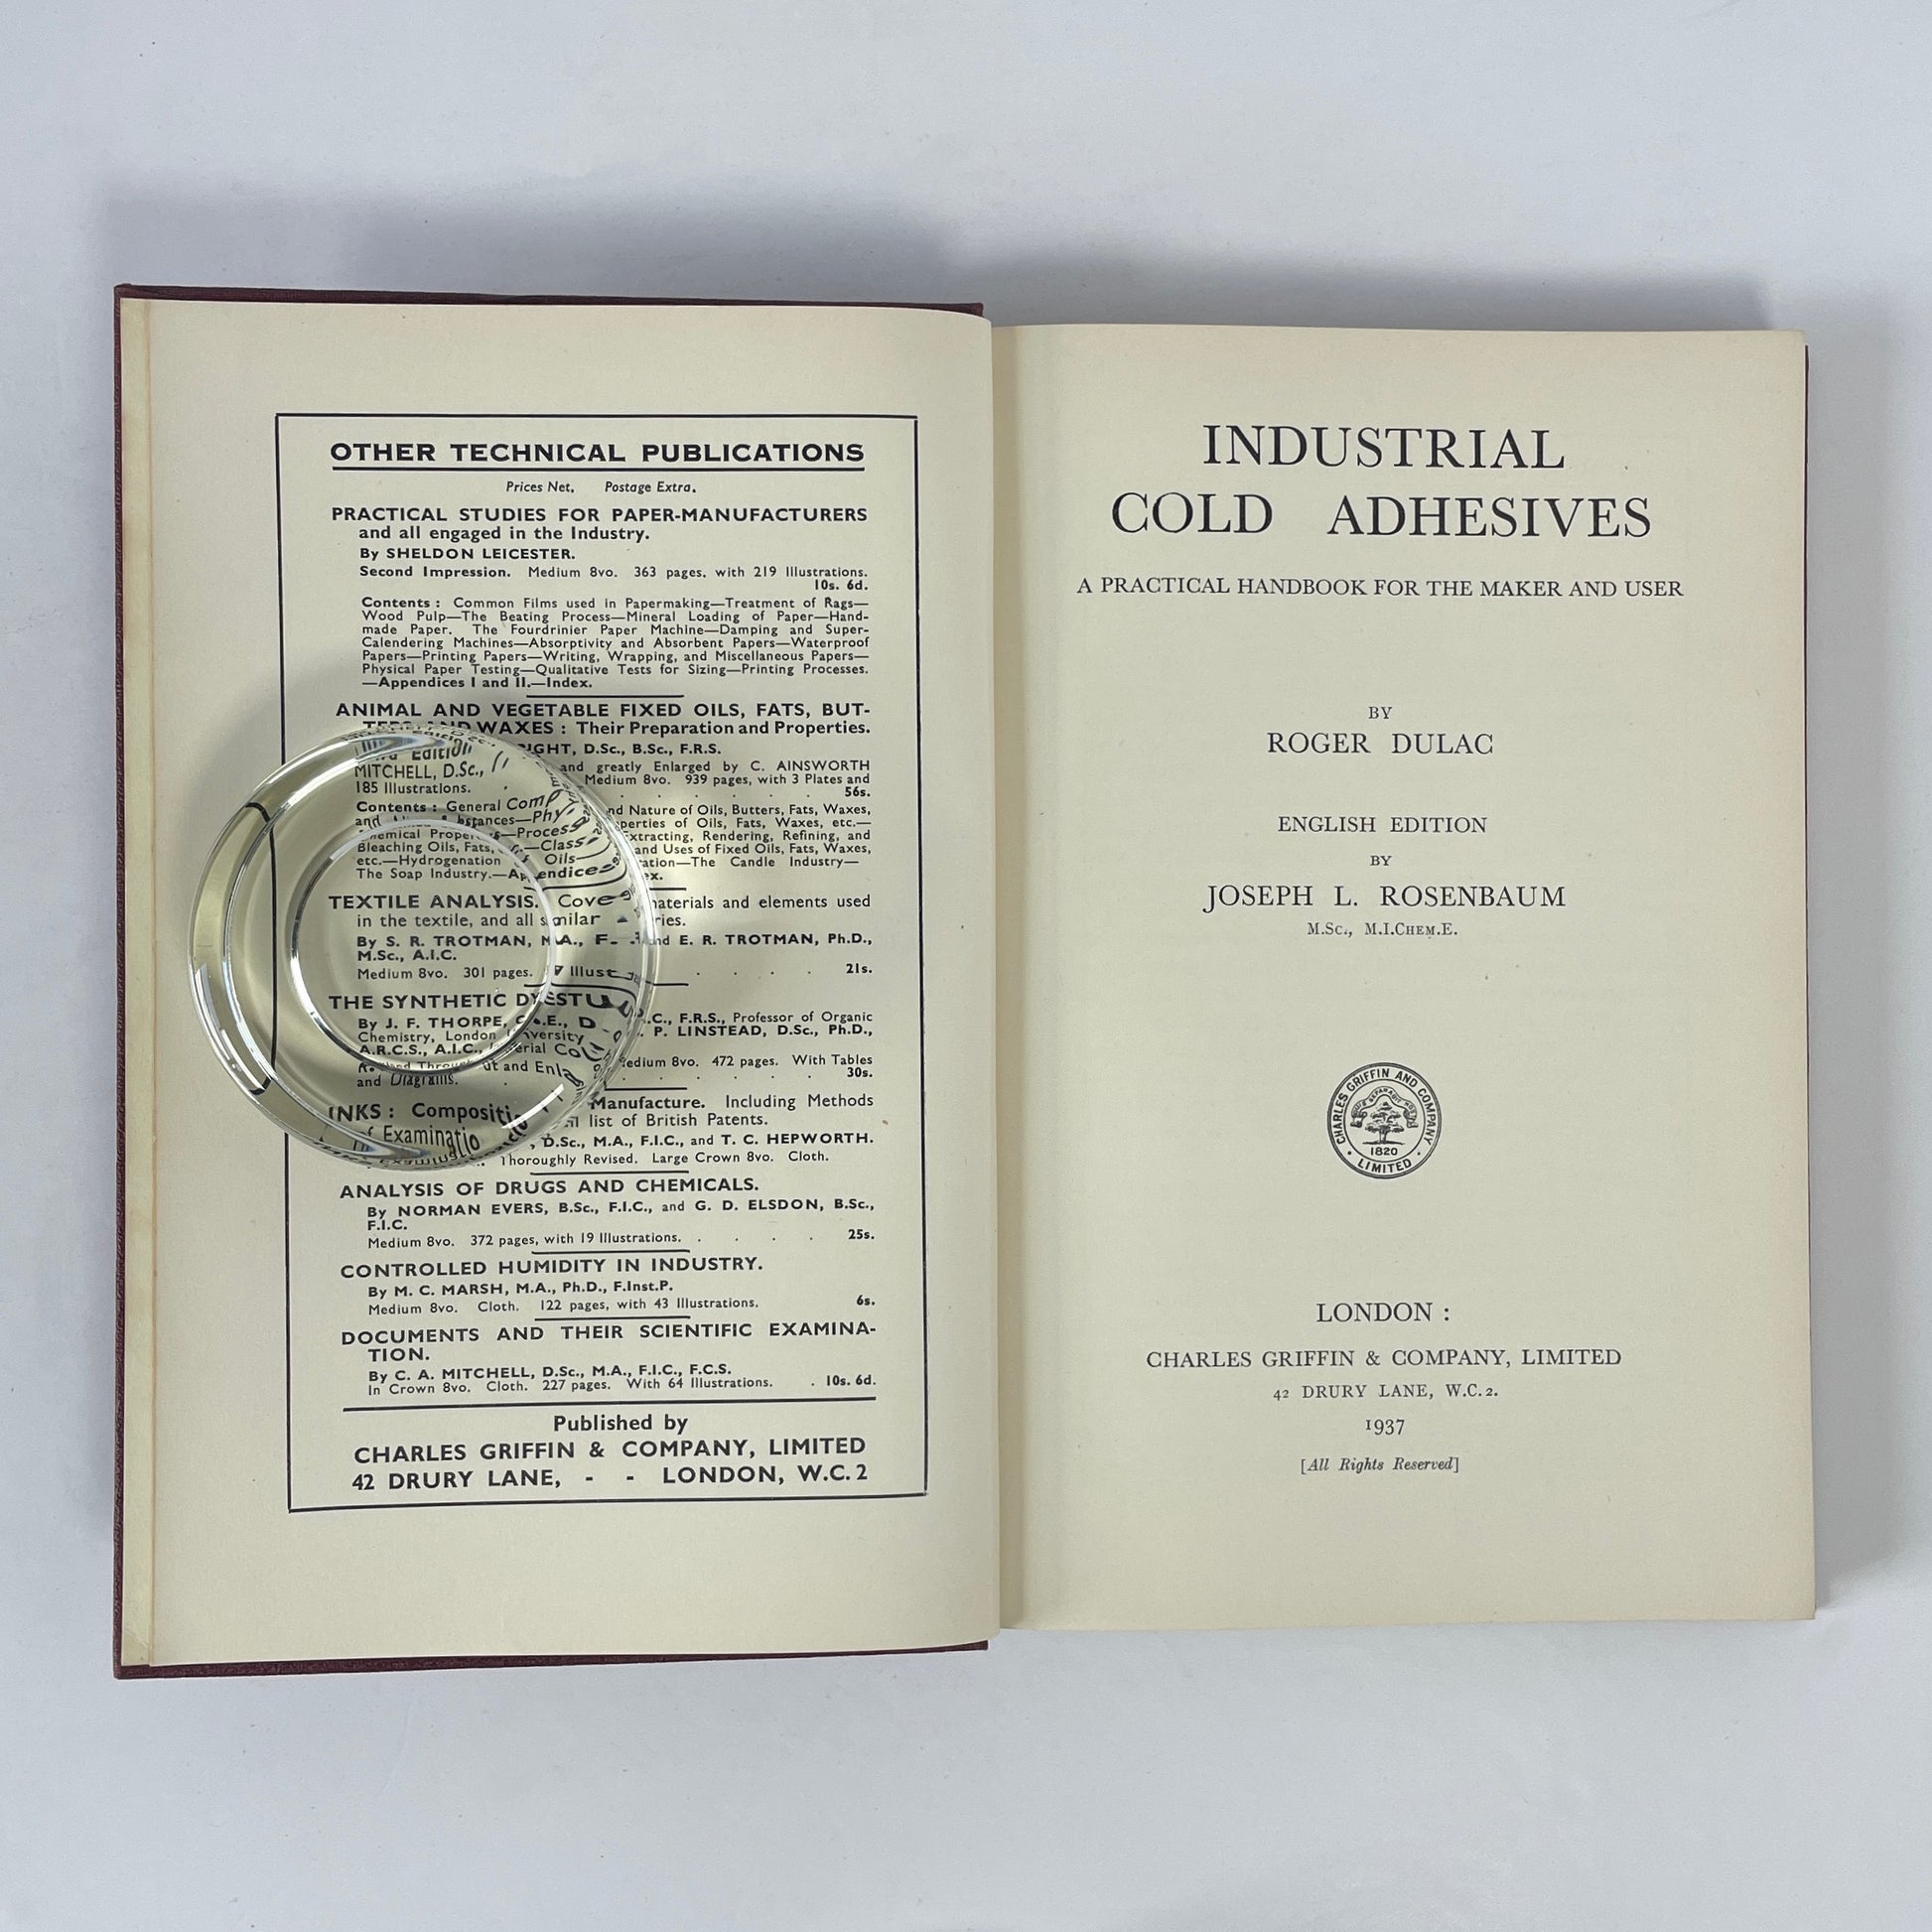 OTHER TECHNICAL PUBLICATIONS
Prices Net. Postage Extra.
PRACTICAL STUDIES FOR PAPER-MANUFACTURERS
and all engaged in the Industry.
By SHELDON LEICESTER.
Second Impression. Medium 8vo. 363 pages, with 219 Illustrations.
10s. 6d.
Contents : Common Films used in Papermaking—Treatment of Rags—
Wood Pulp—The Beating Process—Mineral Loading of Paper—Hand-
made Paper. The Fourdrinier Paper Machine—Damping and Super-
Calendering Machines—Absorptivity and Absorbent Papers—Waterproof
Papers—Printing Papers—Writing, Wrapping, and Miscellaneous Papers—
Physical Paper Testing—Qualitative Tests for Sizing—Printing Processes.
—Appendices I and II.—Index.
ANIMAL AND VEGETABLE FIXED OILS, FATS, BUT-
AND WAXES : Their Preparation and Properties.
D.Sc., B.Sc., F.R.S.
Edition and greatly Enlarged by C. AINSWORTH
MITCHELL, D.Sc., Medium 8vo. 939 pages, with 3 Plates and
185 Illustrations. 56s.
Contents : General and Nature of Oils, Butters, Fats, Waxes,
and of Oils, Fats, Waxes, etc.—
Chemical Extracting, Rendering, Refining, and
Bleaching Oils, Fats, and Uses of Fixed Oils, Fats, Waxes,
etc.—Hydrogenation of Oils— The Candle Industry—
The Soap Industry.—Appendices
TEXTILE ANALYSIS. materials and elements used
in the textile, and all similar
By S. R. TROTMAN, M.A., and E. R. TROTMAN, Ph.D.,
M.Sc., A.I.C.
Medium 8vo. 301 pages. 21s.
THE SYNTHETIC
By J. F. THORPE, F.R.S., Professor of Organic
Chemistry, London University P. LINSTEAD, D.Sc., Ph.D.,
A.R.C.S., A.I.C., Imperial
and Medium 8vo. 472 pages. With Tables
and Diagrams. 30s.
INKS : Manufacture. Including Methods
of list of British Patents.
D.Sc., M.A., F.I.C., and T. C. HEPWORTH.
Thoroughly Revised. Large Crown 8vo. Cloth.
ANALYSIS OF DRUGS AND CHEMICALS.
By NORMAN EVERS, B.Sc., F.I.C., and G. D. ELSDON, B.Sc.,
F.I.C.
Medium 8vo. 372 pages, with 19 Illustrations. 25s.
CONTROLLED HUMIDITY IN INDUSTRY.
By M. C. MARSH, M.A., Ph.D., F.Inst.P.
Medium 8vo. Cloth. 122 pages, with 43 Illustrations. 6s.
DOCUMENTS AND THEIR SCIENTIFIC EXAMINA-
TION.
By C. A. MITCHELL, D.Sc., M.A., F.I.C., F.C.S.
In Crown 8vo. Cloth. 227 pages. With 64 Illustrations. . 10s. 6d.
Published by
CHARLES GRIFFIN & COMPANY, LIMITED
42 DRURY LANE, - - LONDON, W.C. 2
INDUSTRIAL
COLD ADHESIVES
A PRACTICAL HANDBOOK FOR THE MAKER AND USER
BY
ROGER DULAC
ENGLISH EDITION
BY
JOSEPH L. ROSENBAUM
M.Sc., M.I.Chem.E.
CHARLES GRIFFIN AND COMPANY
1820
LIMITED
LONDON :
CHARLES GRIFFIN & COMPANY, LIMITED
42 DRURY LANE, W.C. 2.
1937
[All Rights Reserved]